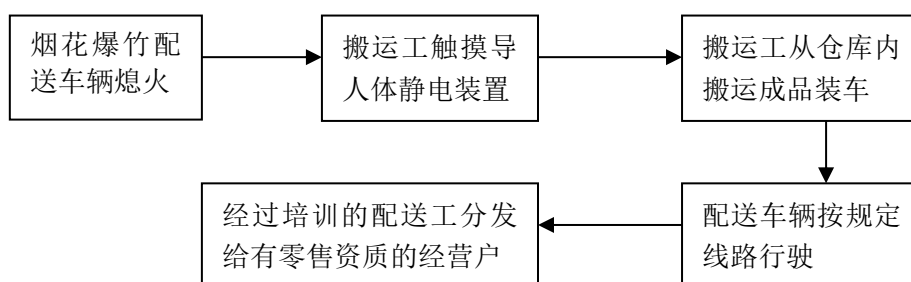 烟花爆竹配
送车辆熄火
搬运工触摸导
人体静电装置
搬运工从仓库内
搬运成品装车
配送车辆按规定
线路行驶
经过培训的配送工分发
给有零售资质的经营户